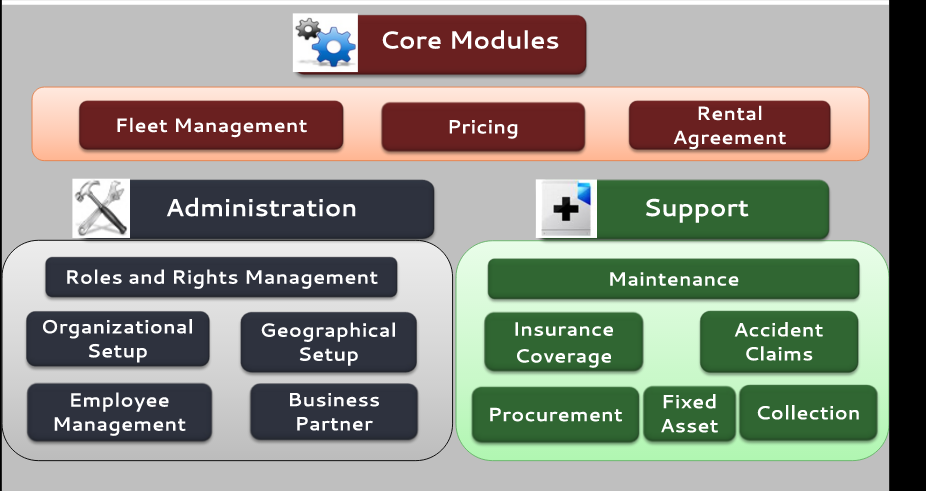 Core Modules
Fleet Management
Pricing
Rental
Agreement
Administration
Support
Roles and Rights Management
Organizational
Setup
Geographical
Setup
Employee
Management
Business
Partner
Maintenance
Insurance
Coverage
Accident
Claims
Procurement
Fixed
Asset
Collection